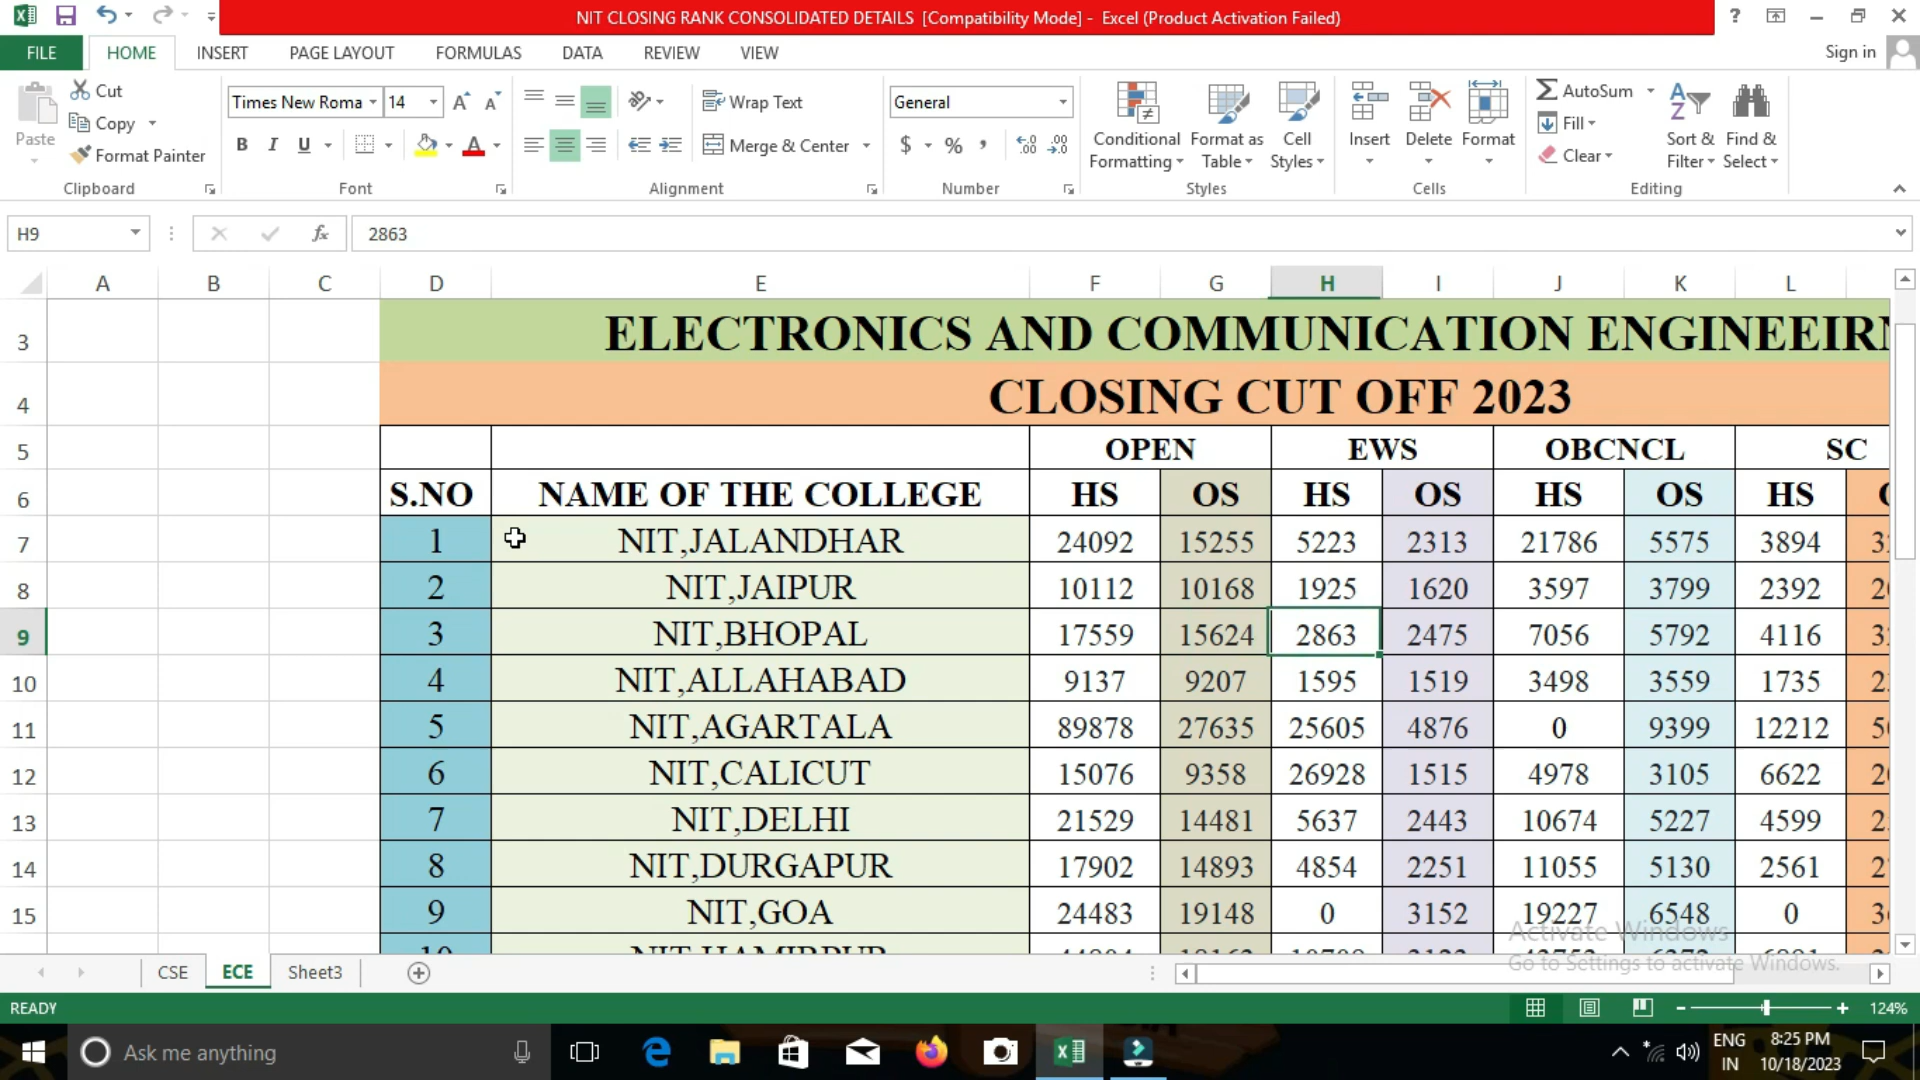 NIT CLOSING RANK CONSOLIDATED DETAILS [Compatibility Mode] - Excel (Product Activation Failed)
FILE HOME INSERT PAGE LAYOUT FORMULAS DATA REVIEW VIEW Sign in
Paste Cut Copy Format Painter
Times New Roma 14
B I U
Wrap Text
Merge & Center
General
$ % ,
Conditional Formatting Format as Table Cell Styles
Insert Delete Format
AutoSum Fill Clear
Sort & Filter Find & Select
Clipboard Font Alignment Number Styles Cells Editing
H9 fx 2863
A B C D E F G H I J K L
3 ELECTRONICS AND COMMUNICATION ENGINEEIRN
4 CLOSING CUT OFF 2023
5 OPEN EWS OBCNCL SC
6 S.NO NAME OF THE COLLEGE HS OS HS OS HS OS HS
7 1 NIT,JALANDHAR 24092 15255 5223 2313 21786 5575 3894
8 2 NIT,JAIPUR 10112 10168 1925 1620 3597 3799 2392
9 3 NIT,BHOPAL 17559 15624 2863 2475 7056 5792 4116
10 4 NIT,ALLAHABAD 9137 9207 1595 1519 3498 3559 1735
11 5 NIT,AGARTALA 89878 27635 25605 4876 0 9399 12212
12 6 NIT,CALICUT 15076 9358 26928 1515 4978 3105 6622
13 7 NIT,DELHI 21529 14481 5637 2443 10674 5227 4599
14 8 NIT,DURGAPUR 17902 14893 4854 2251 11055 5130 2561
15 9 NIT,GOA 24483 19148 0 3152 19227 6548 0
Activate Windows
Go to Settings to activate Windows.
CSE ECE Sheet3
READY 124%
Ask me anything
ENG 8:25 PM
IN 10/18/2023